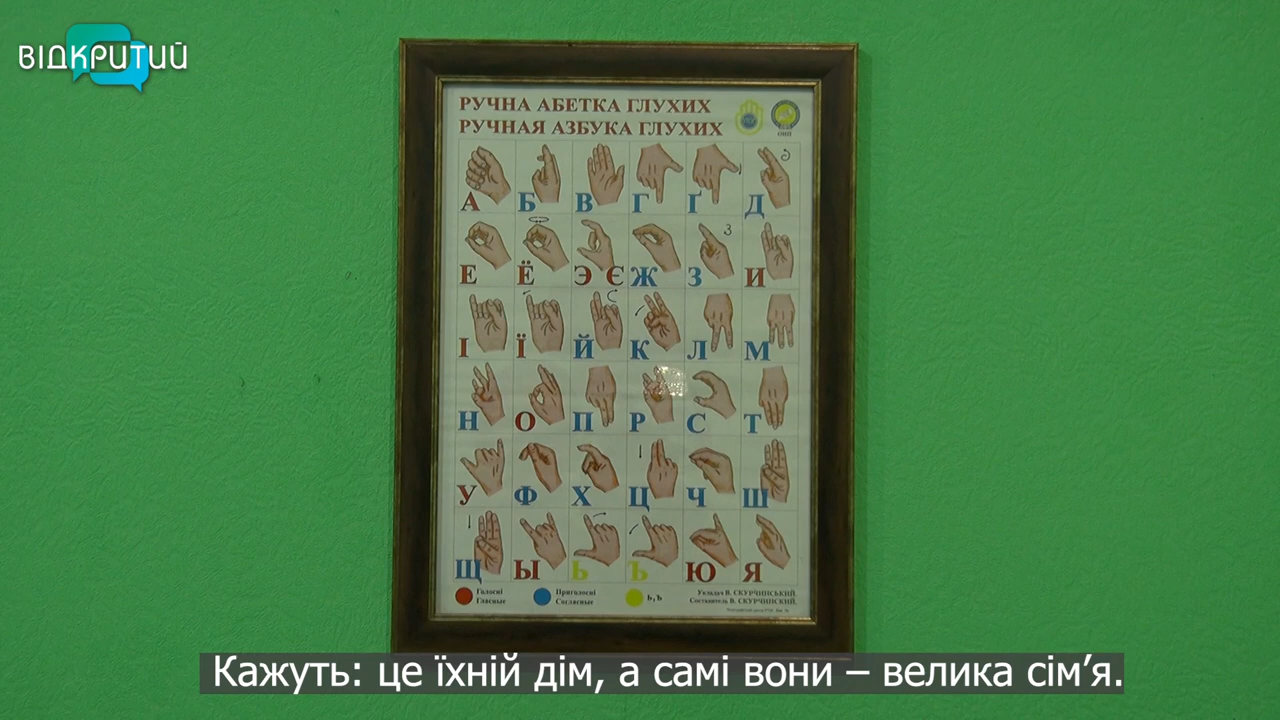 ВІДКРИТИЙ
РУЧНА АБЕТКА ГЛУХИХ
РУЧНАЯ АЗБУКА ГЛУХИХ
А Б В Г Ґ Д
З
Е Ё Э Є Ж З И
І Ї Й К Л М
Н О П Р С Т
У Ф Х Ц Ч Ш
Щ Ы Ь Ъ Ю Я
Голосні Приголосні Ь,Ъ Укладач В. СКУРЧИНСЬКИЙ.
Гласные Согласные Составитель В. СКУРЧИНСКИЙ.
Кажуть: це їхній дім, а самі вони – велика сім’я.